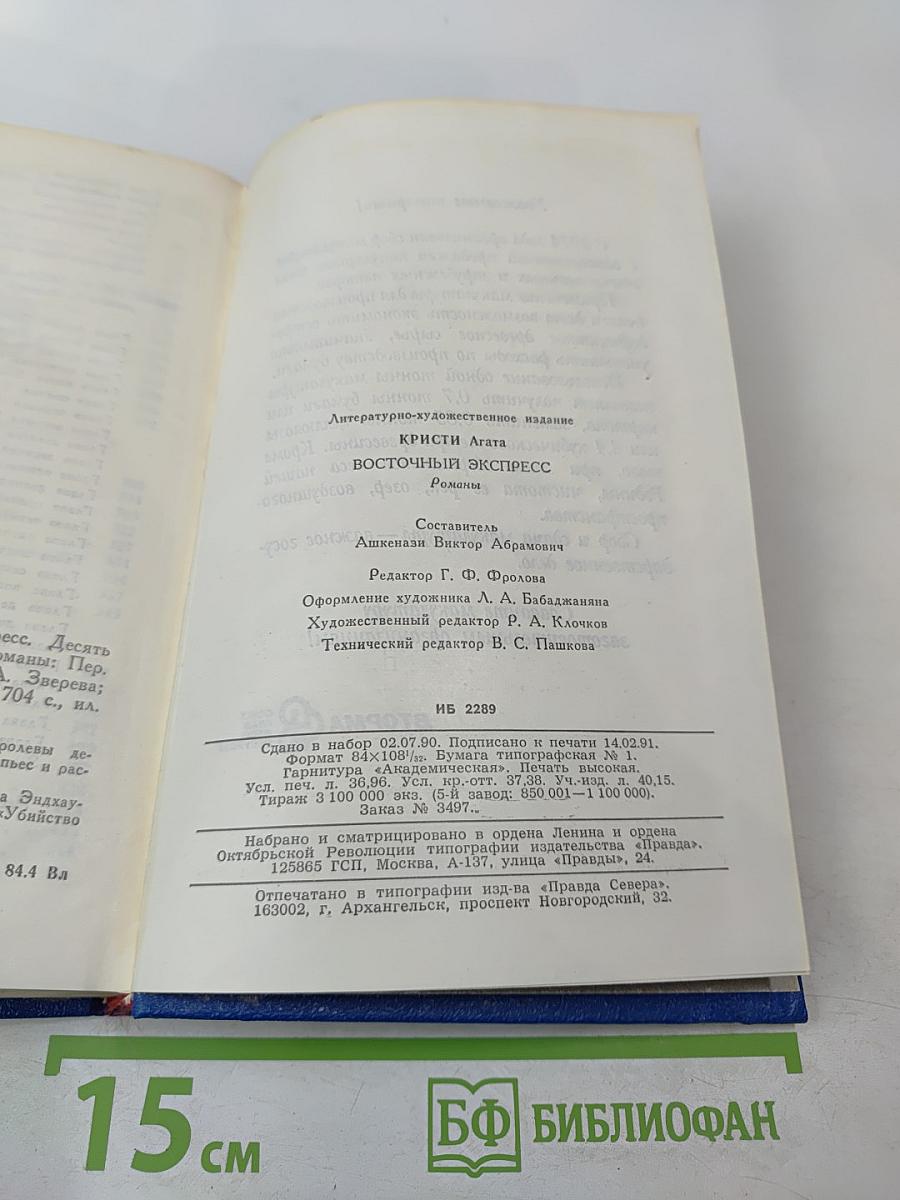 есс. Десять
оманы: Пер.
А. Зверева;
704 с., ил.
ролевы де-
пьес и рас-
а Эндхау-
«Убийство
84.4 Вл
Литературно-художественное издание
КРИСТИ Агата
ВОСТОЧНЫЙ ЭКСПРЕСС
Романы
Составитель
Ашкенази Виктор Абрамович
Редактор Г. Ф. Фролова
Оформление художника Л. А. Бабаджаняна
Художественный редактор Р. А. Клочков
Технический редактор В. С. Пашкова
ИБ 2289
Сдано в набор 02.07.90. Подписано к печати 14.02.91.
Формат 84×108¹/₃₂. Бумага типографская № 1.
Гарнитура «Академическая». Печать высокая.
Усл. печ. л. 36,96. Усл. кр.-отт. 37,38. Уч.-изд. л. 40,15.
Тираж 3 100 000 экз. (5-й завод: 850 001—1 100 000).
Заказ № 3497.
Набрано и сматрицировано в ордена Ленина и ордена
Октябрьской Революции типографии издательства «Правда».
125865 ГСП, Москва, А-137, улица «Правды», 24.
Отпечатано в типографии изд-ва «Правда Севера».
163002, г. Архангельск, проспект Новгородский, 32.
15 см
БФ БИБЛИОФАН